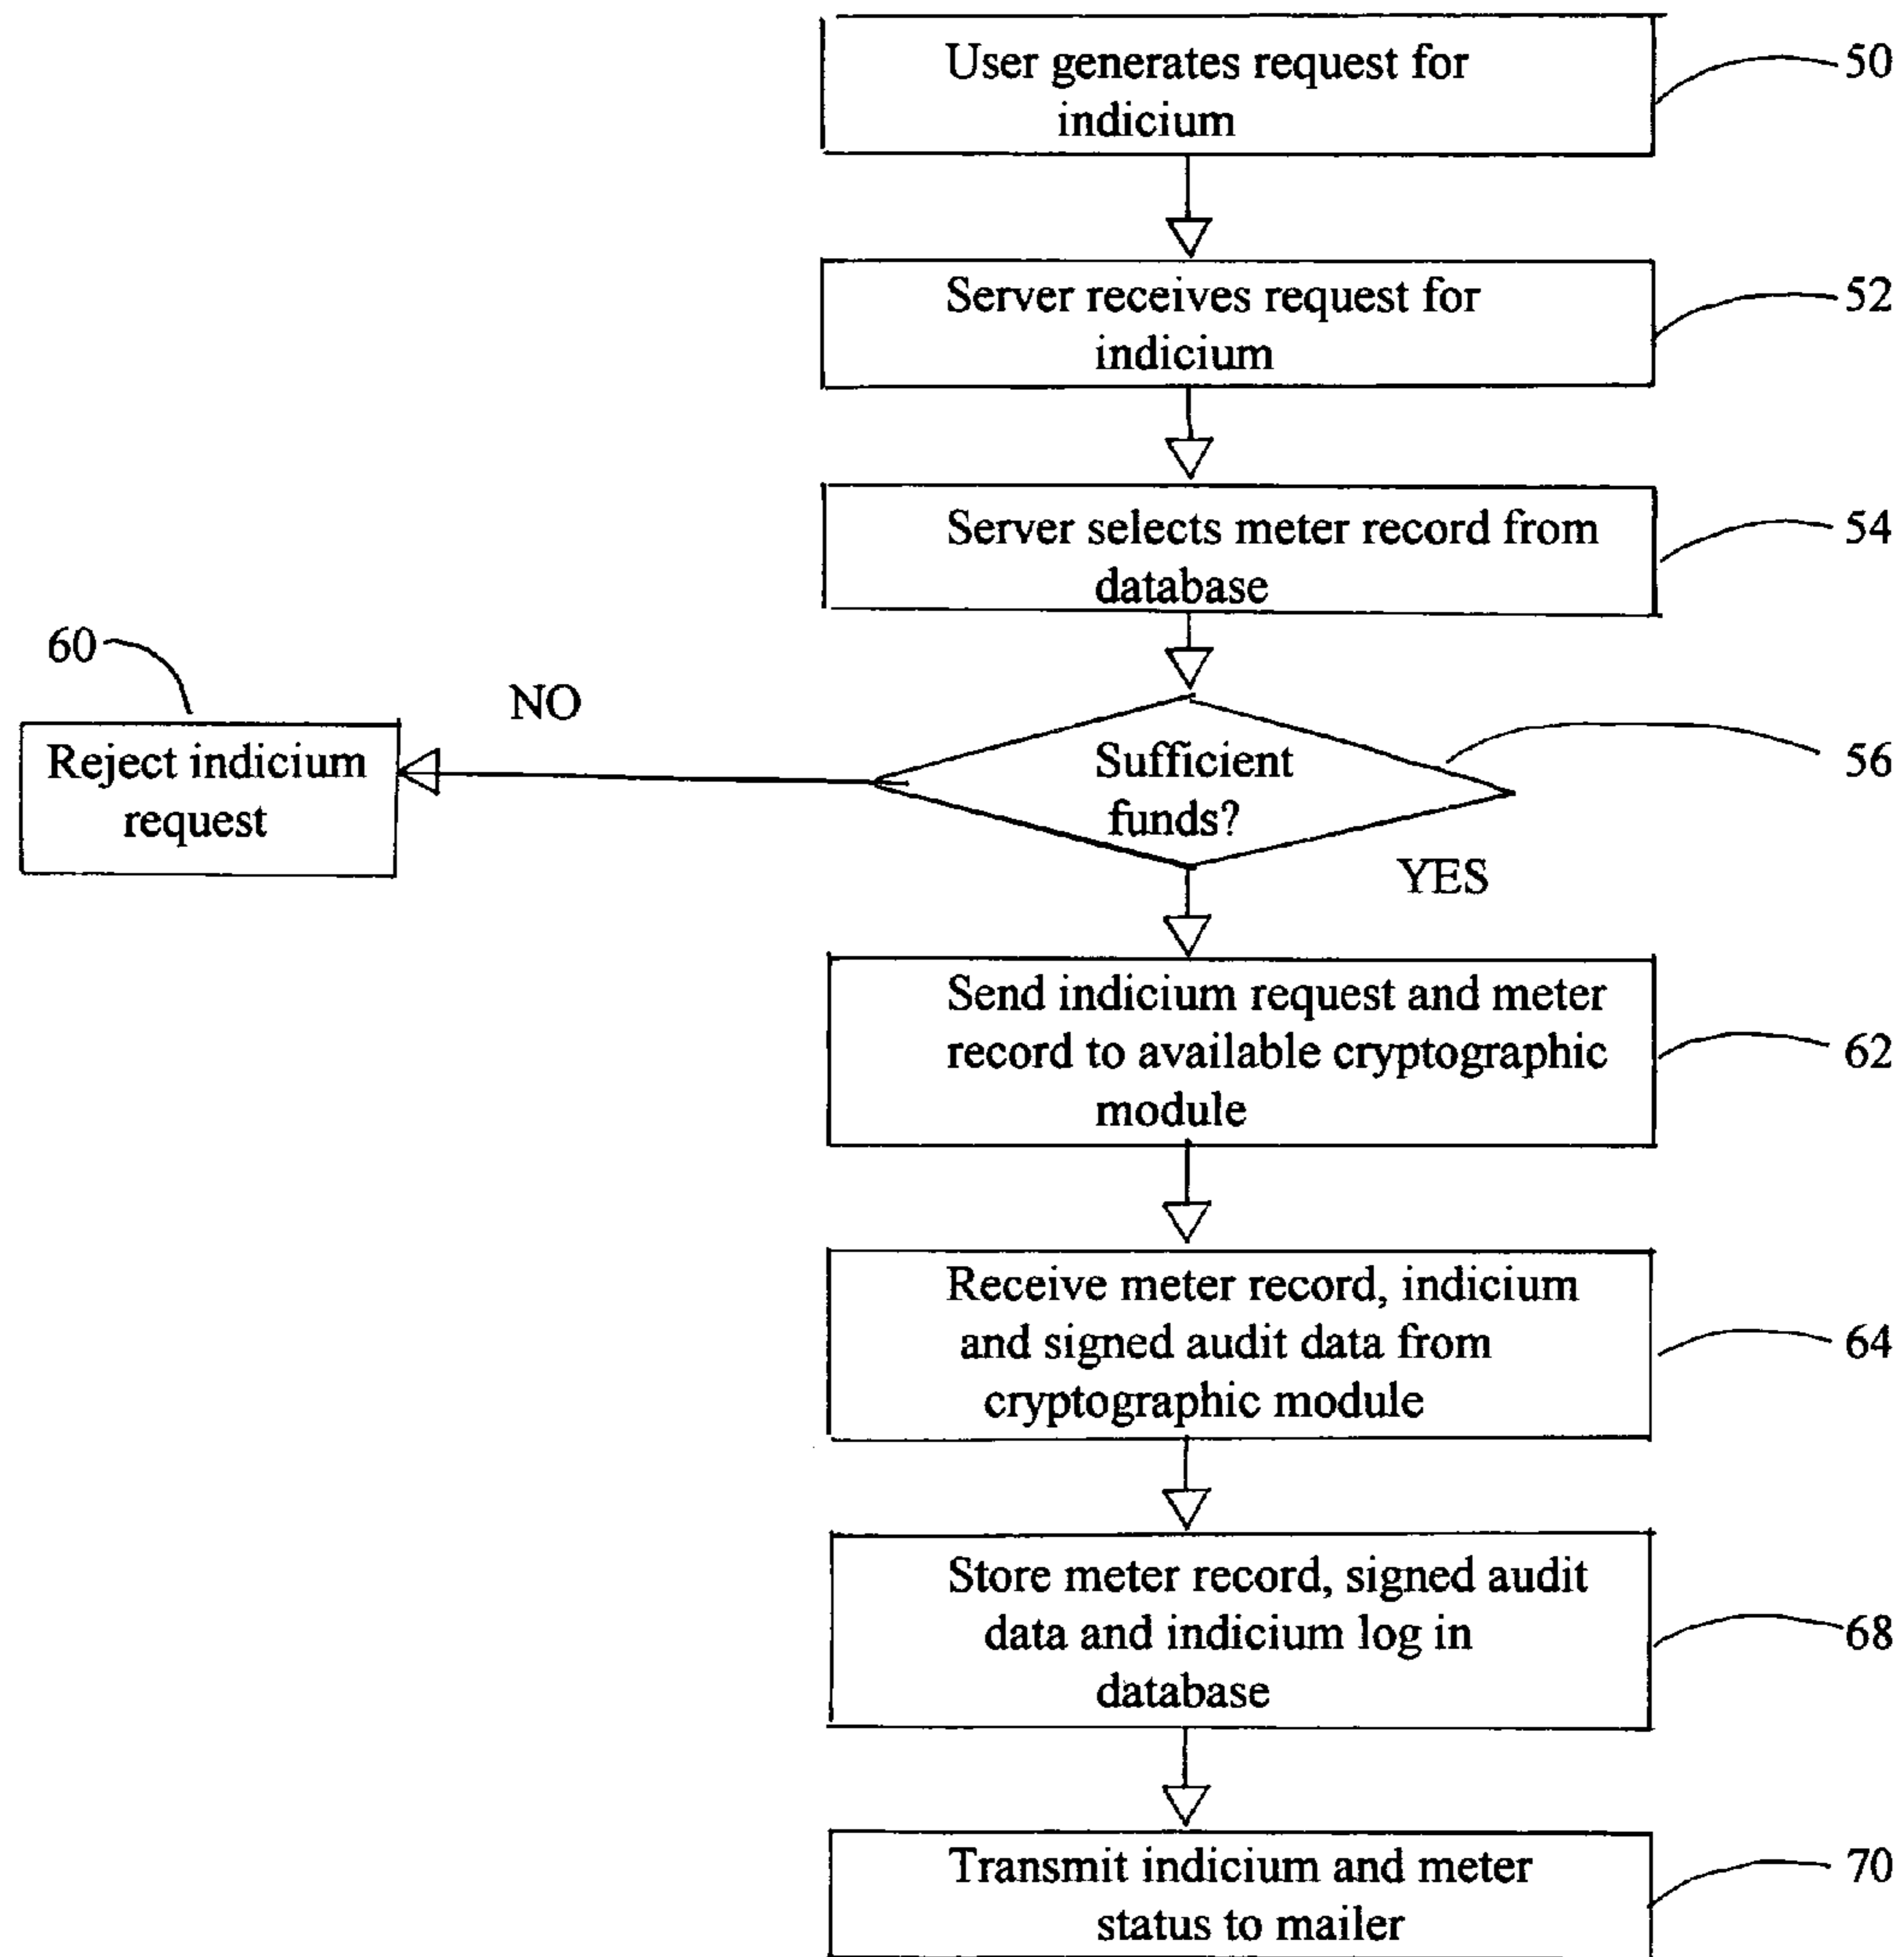 User generates request for
indicium
50
Server receives request for
indicium
52
Server selects meter record from
database
54
60
NO
Reject indicium
request
Sufficient
funds?
56
YES
Send indicium request and meter
record to available cryptographic
module
62
Receive meter record, indicium
and signed audit data from
cryptographic module
64
Store meter record, signed audit
data and indicium log in
database
68
Transmit indicium and meter
status to mailer
70